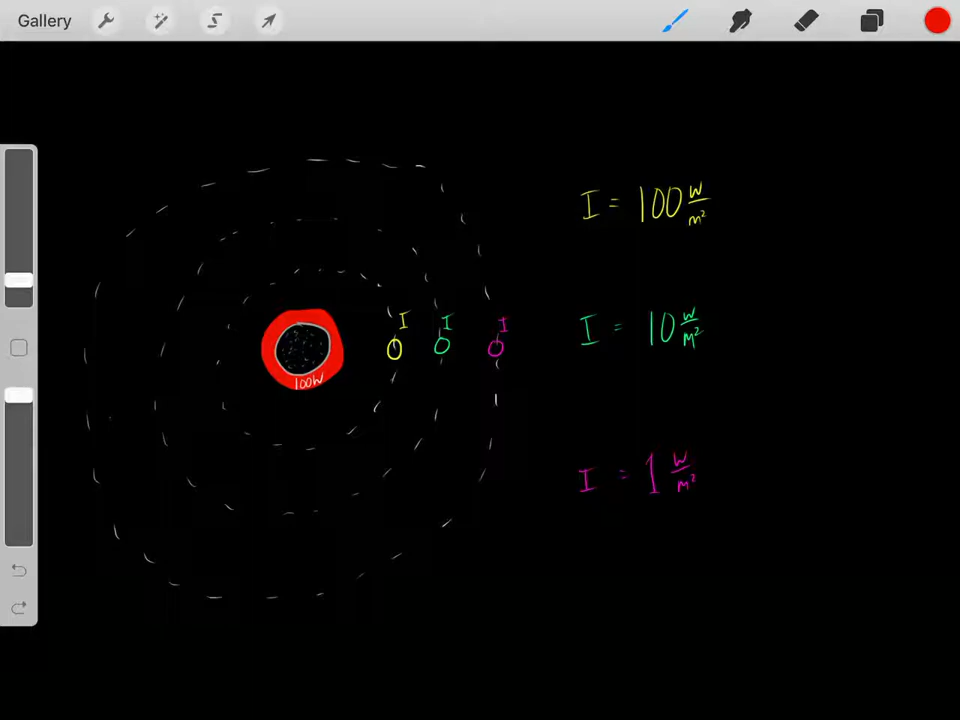 Gallery
I = 100 W/m²
I I I
I = 10 W/m²
100W
I = 1 W/m²